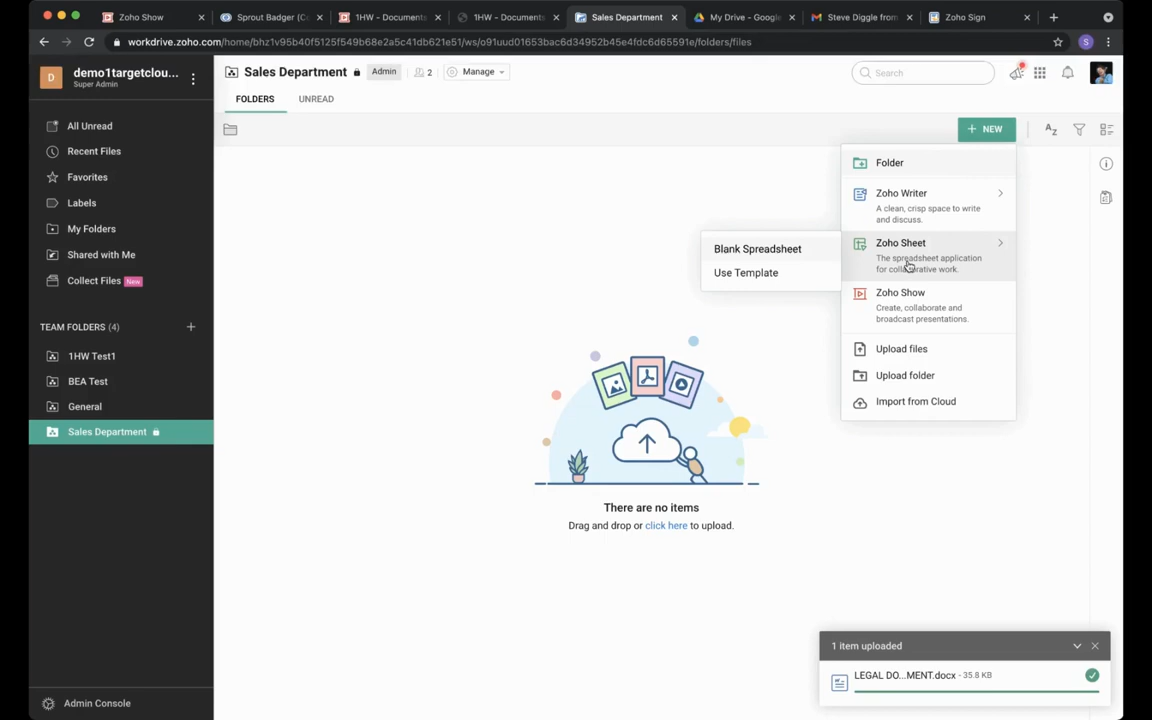 Zoho Show
Sprout Badger (C
1HW - Documents
1HW - Documents
Sales Department
My Drive - Google
Steve Diggle from
Zoho Sign
workdrive.zoho.com/home/bhz1v95b40f5125f549b68e2a5c41db621e51/ws/o91uud01653bac6d34952b45e4fdc6d65591e/folders/files
S
D
demo1targetclou...
Super Admin
Sales Department
Admin
2
Manage
Search
FOLDERS
UNREAD
NEW
All Unread
Recent Files
Favorites
Labels
My Folders
Shared with Me
Collect Files New
TEAM FOLDERS (4)
1HW Test1
BEA Test
General
Sales Department
Admin Console
Folder
Zoho Writer
A clean, crisp space to write
and discuss.
Zoho Sheet
The spreadsheet application
for collaborative work.
Blank Spreadsheet
Use Template
Zoho Show
Create, collaborate and
broadcast presentations.
Upload files
Upload folder
Import from Cloud
There are no items
Drag and drop or click here to upload.
1 item uploaded
LEGAL DO...MENT.docx - 35.8 KB